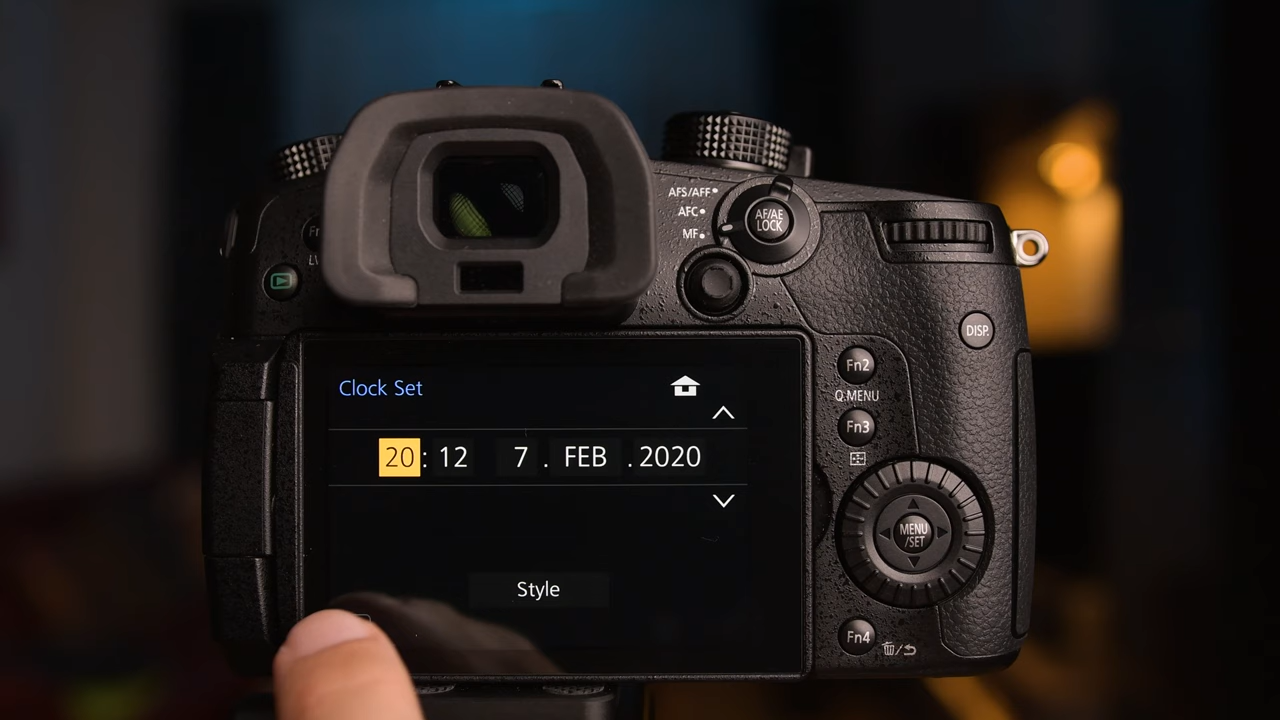 AFS/AFF
AFC
MF
AF/AE
LOCK
DISP.
Fn2
Q.MENU
Fn3
Clock Set
20 : 12 7 . FEB . 2020
MENU
/SET
Style
Fn4